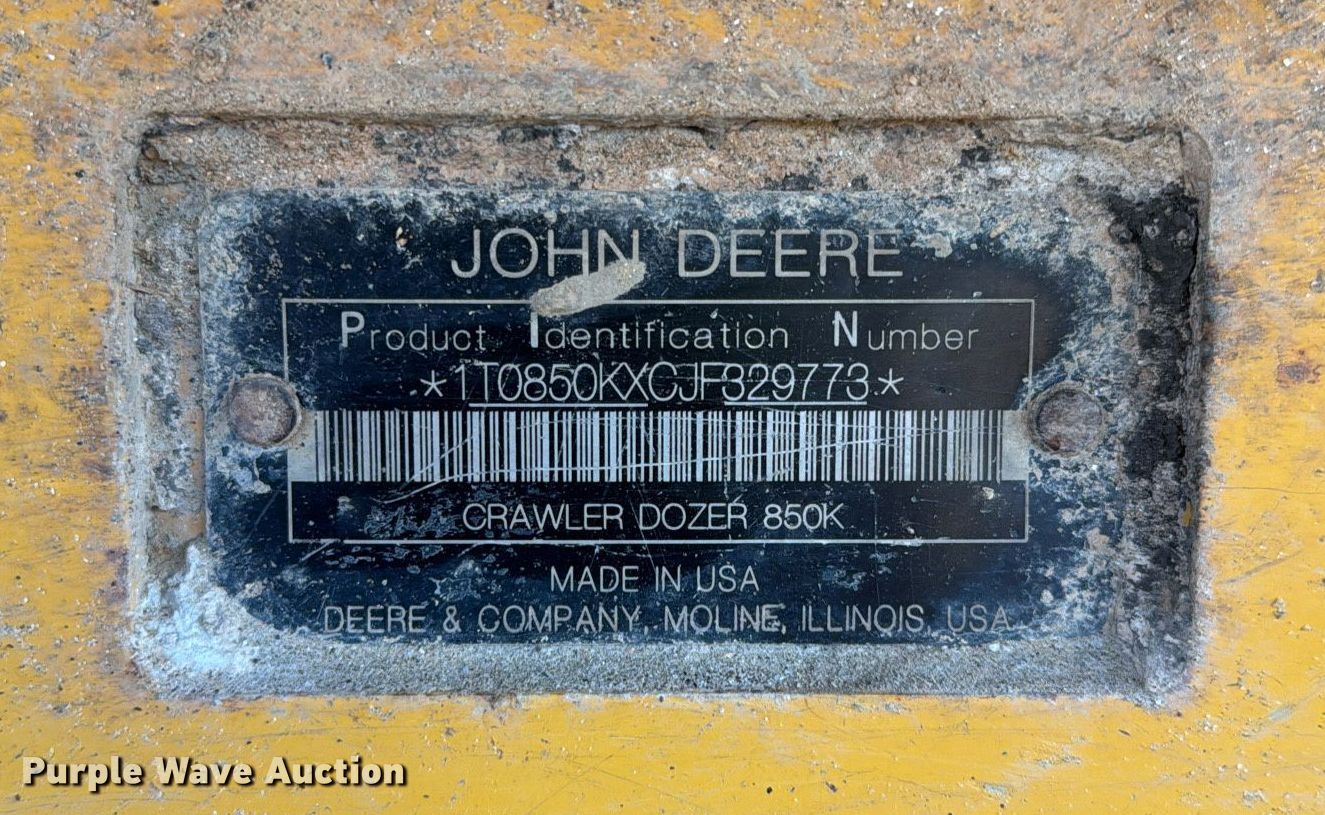 JOHN DEERE
Product Identification Number
*1T0850KXCJF329773*
CRAWLER DOZER 850K
MADE IN USA
DEERE & COMPANY, MOLINE, ILLINOIS, USA
Purple Wave Auction